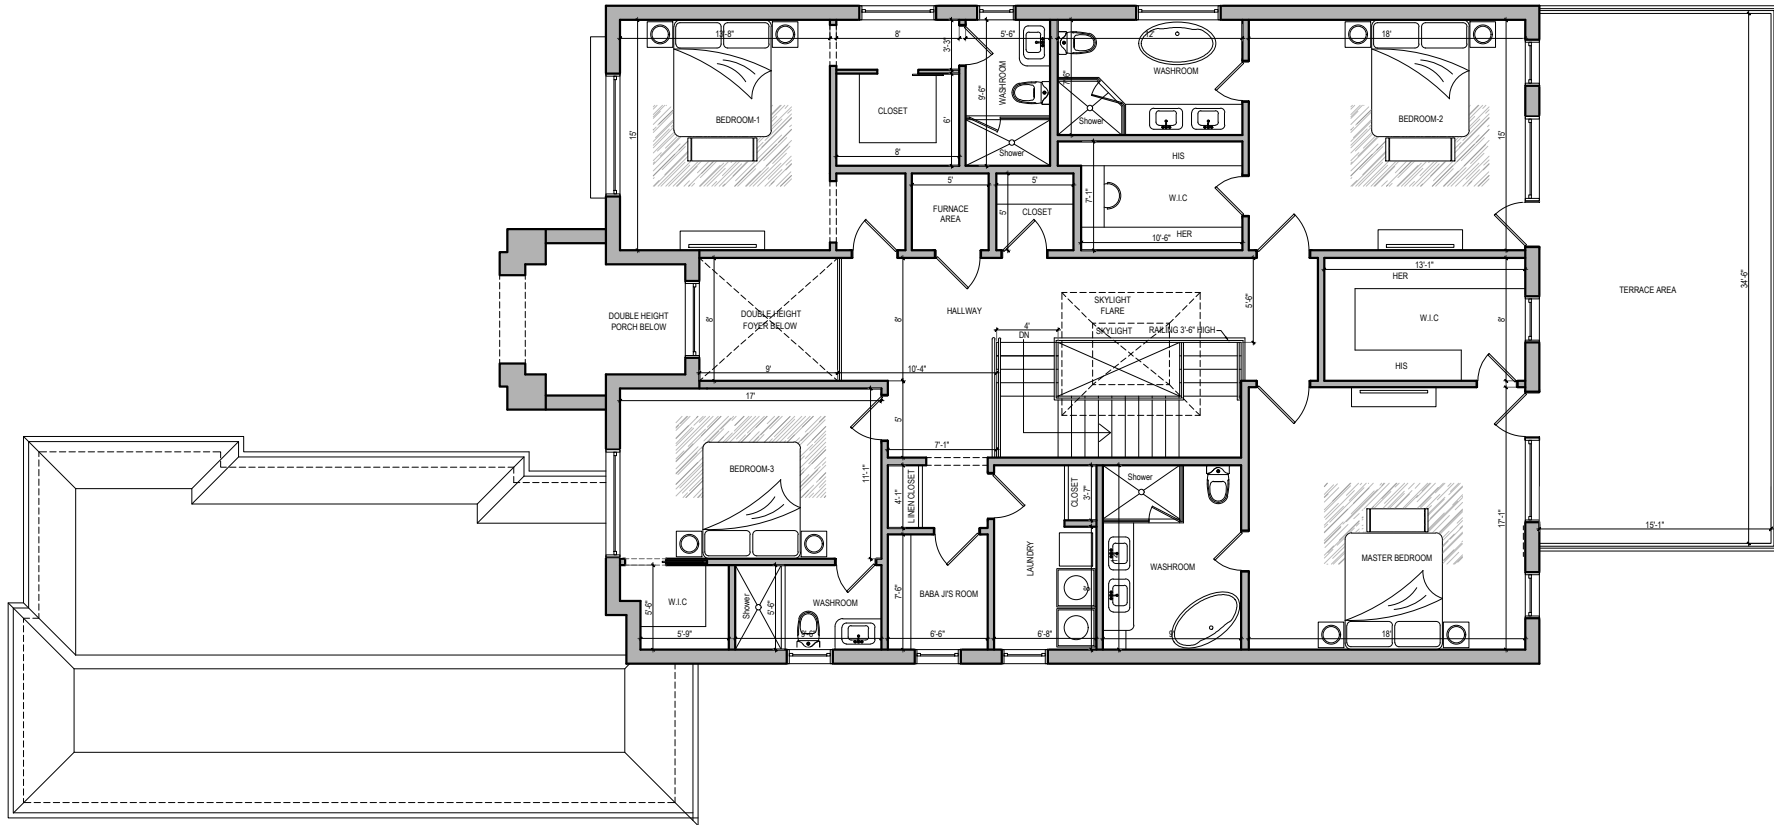 13'-8"
8'
5'-6"
12'
18'
3'-3"
WASHROOM
WASHROOM
7'-6"
9'-6"
CLOSET
6'
8'
Shower
Shower
BEDROOM-1
15'
BEDROOM-2
15'
HIS
W.I.C
HER
7'-1"
10'-6"
5'
FURNACE
AREA
5'
CLOSET
5'
13'-1"
HER
W.I.C
HIS
8'
TERRACE AREA
34'-6"
15'-1"
DOUBLE HEIGHT
PORCH BELOW
DOUBLE HEIGHT
FOYER BELOW
8'
9'
HALLWAY
8'
10'-4"
SKYLIGHT
FLARE
SKYLIGHT
RAILING 3'-6" HIGH
5'-6"
4'
DN
17'
5'
7'-1"
BEDROOM-3
11'-1"
4'-1"
LINEN CLOSET
CLOSET
3'-7"
Shower
17'-1"
MASTER BEDROOM
18'
WASHROOM
9'
LAUNDRY
8'
6'-8"
BABA JI'S ROOM
7'-6"
6'-6"
W.I.C
5'-6"
5'-9"
Shower
5'-6"
WASHROOM
9'-6"